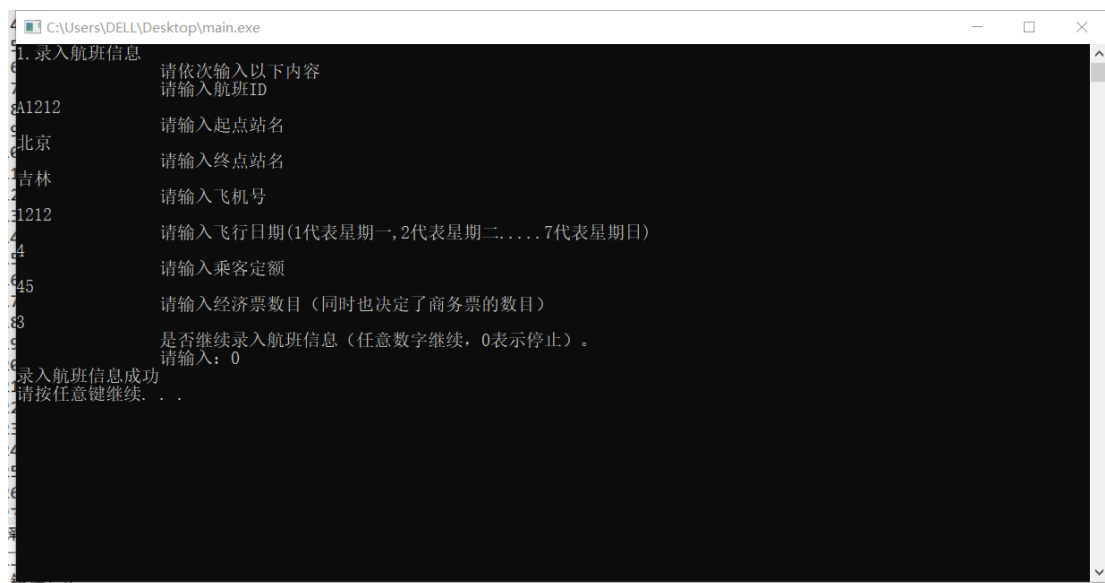 C:\Users\DELL\Desktop\main.exe
1.录入航班信息
请依次输入以下内容
请输入航班ID
A1212
请输入起点站名
北京
请输入终点站名
吉林
请输入飞机号
1212
请输入飞行日期(1代表星期一,2代表星期二.....7代表星期日)
4
请输入乘客定额
45
请输入经济票数目（同时也决定了商务票的数目）
3
是否继续录入航班信息（任意数字继续，0表示停止）。
请输入：0
录入航班信息成功
请按任意键继续. . .